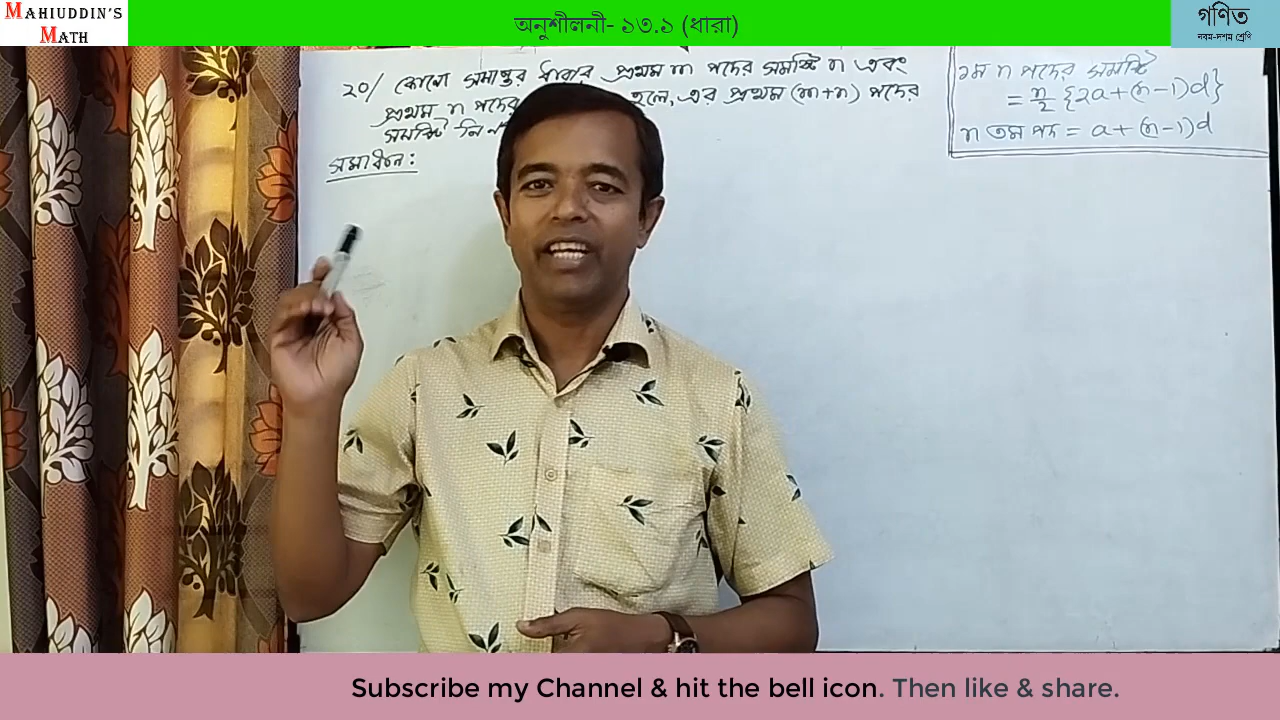 MAHIUDDIN'S
MATH
অনুশীলনী- ১৩.১ (ধারা)
গণিত
নবম-দশম শ্রেণি
২০/ কোনো সমান্তর ধারার প্রথম m পদের সমষ্টি n এবং
প্রথম n পদের হলে, এর প্রথম (m+n) পদের
সমষ্টি
সমাধান:
১ম n পদের সমষ্টি
= n/2 {2a+(n-1)d}
n তম পদ = a+(n-1)d
Subscribe my Channel & hit the bell icon. Then like & share.